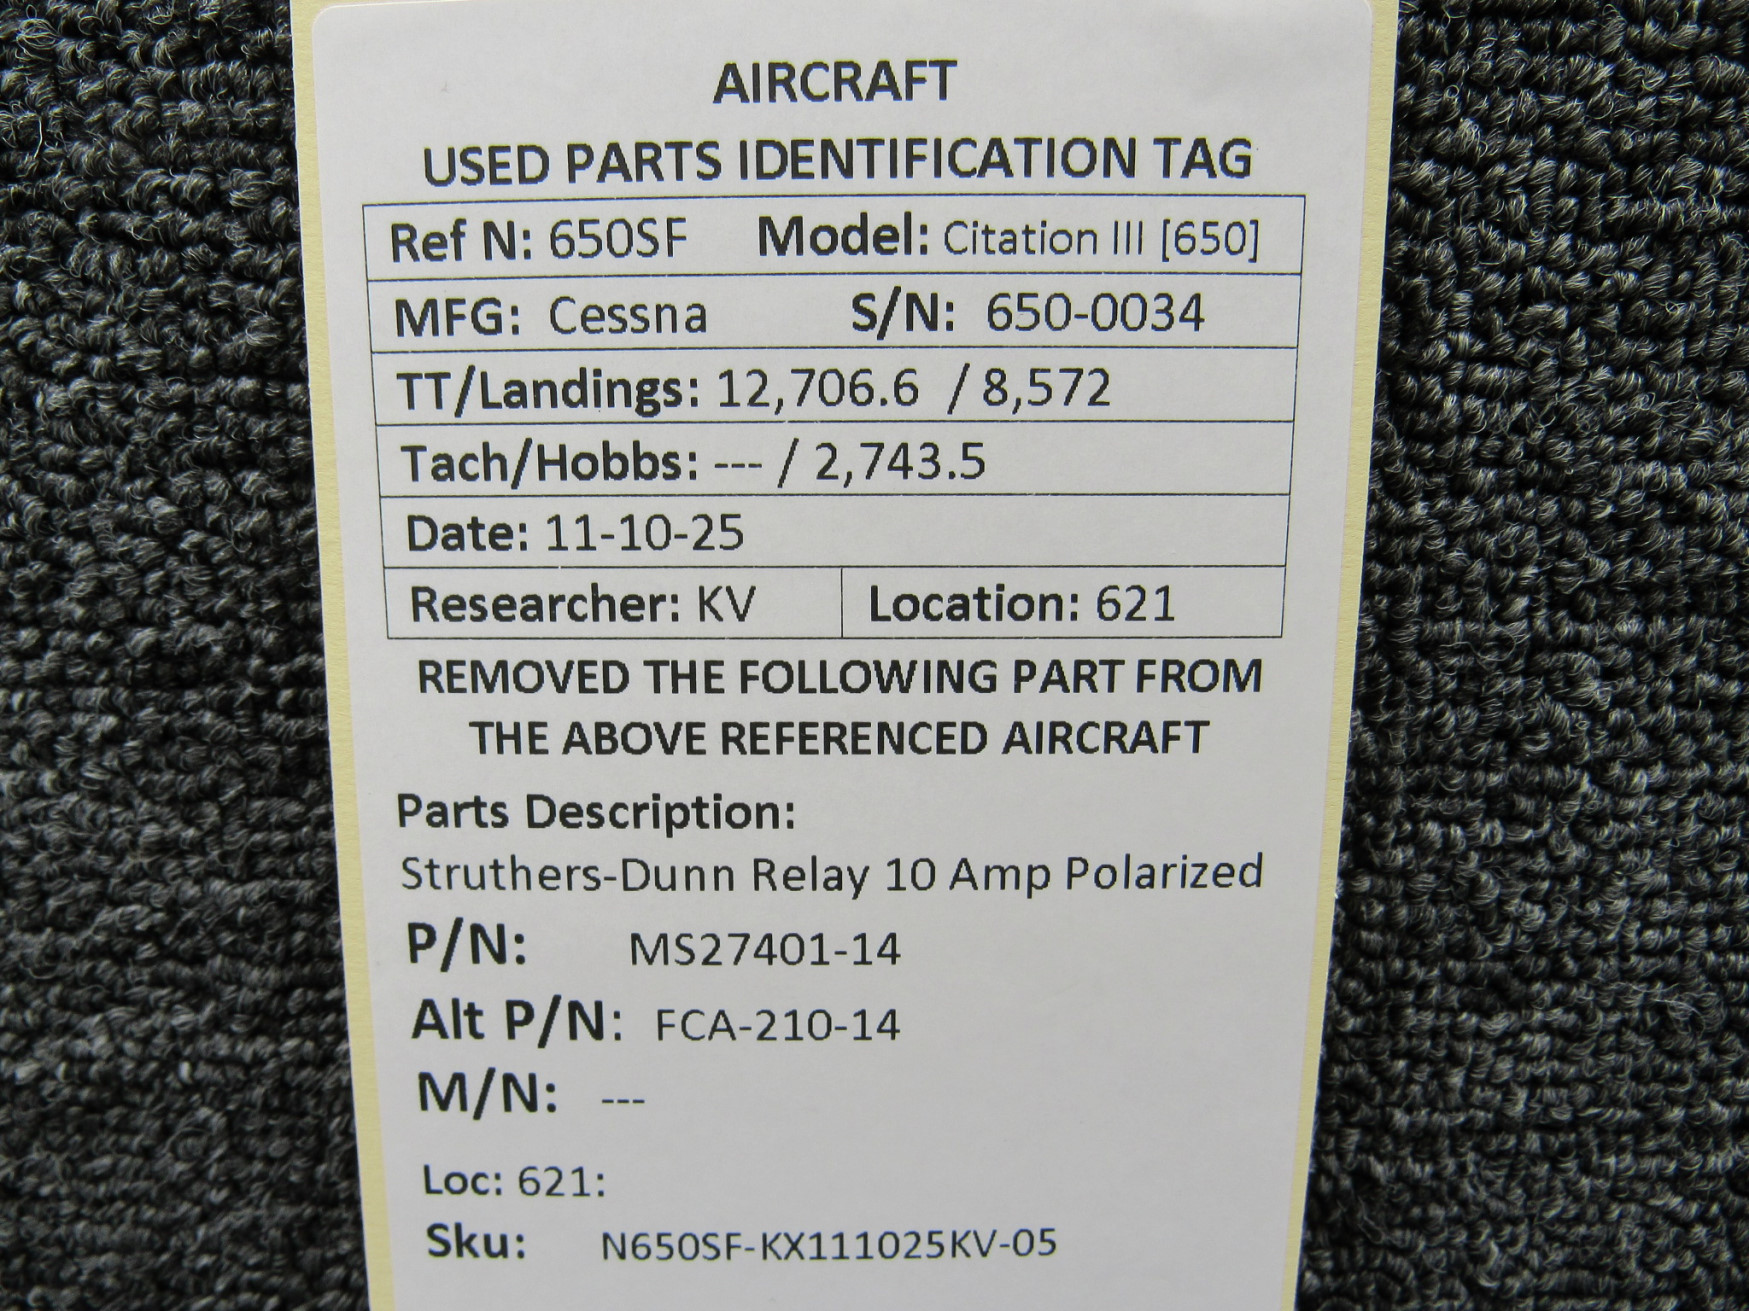 AIRCRAFT
USED PARTS IDENTIFICATION TAG
Ref N: 650SF Model: Citation III [650]
MFG: Cessna S/N: 650-0034
TT/Landings: 12,706.6 / 8,572
Tach/Hobbs: --- / 2,743.5
Date: 11-10-25
Researcher: KV Location: 621
REMOVED THE FOLLOWING PART FROM
THE ABOVE REFERENCED AIRCRAFT
Parts Description:
Struthers-Dunn Relay 10 Amp Polarized
P/N: MS27401-14
Alt P/N: FCA-210-14
M/N: ---
Loc: 621:
Sku: N650SF-KX111025KV-05